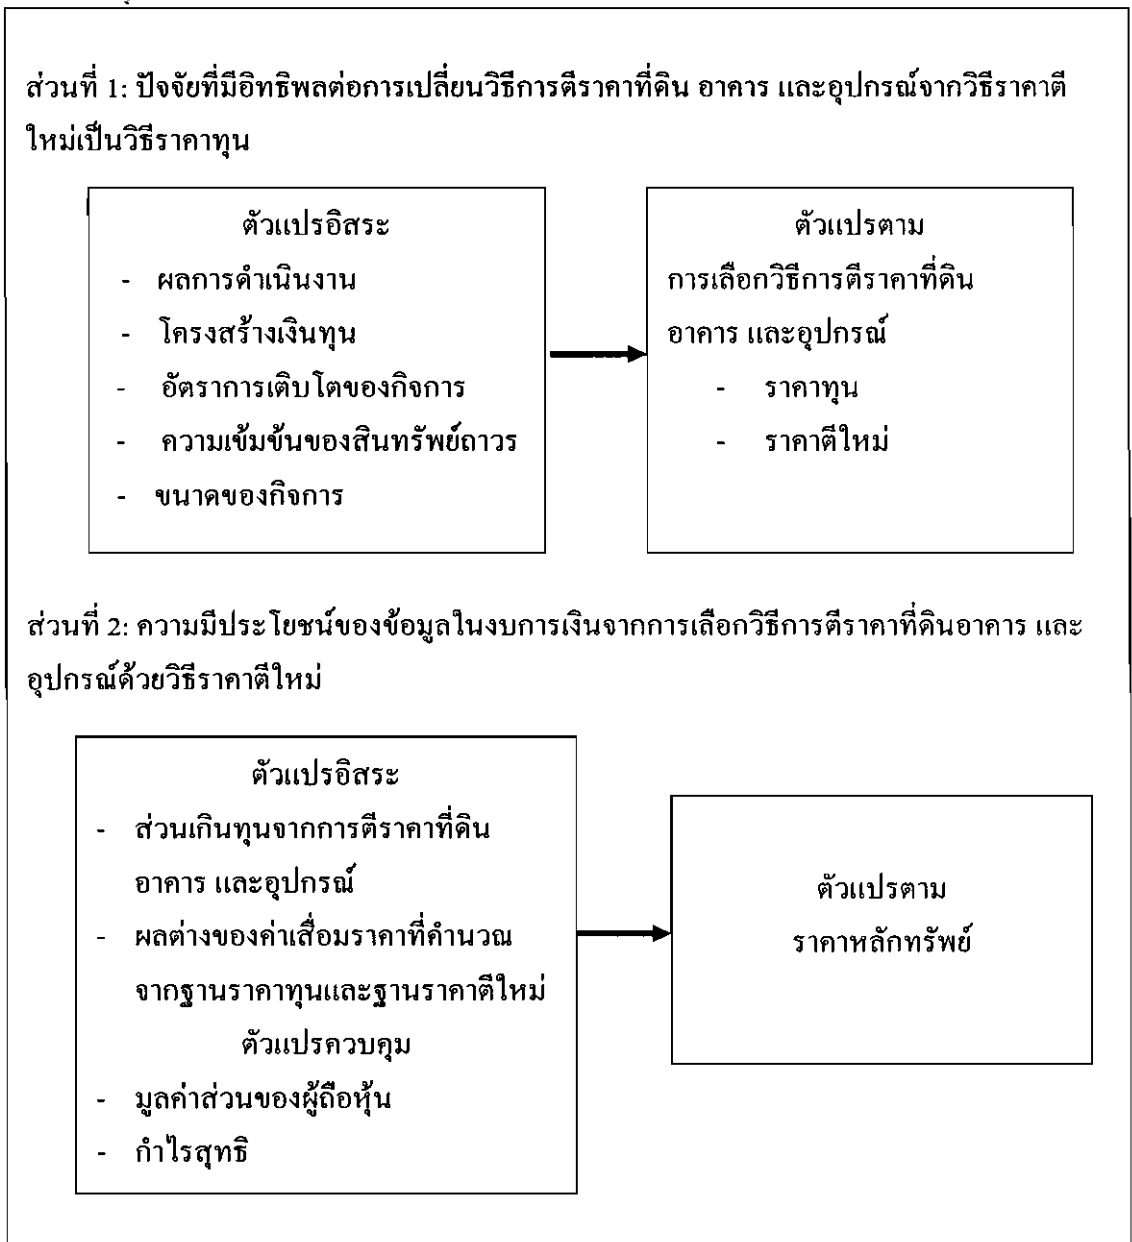 ส่วนที่ 1: ปัจจัยที่มีอิทธิพลต่อการเปลี่ยนวิธีการตีราคาที่ดิน อาคาร และอุปกรณ์จากวิธีราคาตี
ใหม่เป็นวิธีราคาทุน
ตัวแปรอิสระ
- ผลการดำเนินงาน
- โครงสร้างเงินทุน
- อัตราการเติบโตของกิจการ
- ความเข้มข้นของสินทรัพย์ถาวร
- ขนาดของกิจการ
ตัวแปรตาม
การเลือกวิธีการตีราคาที่ดิน
อาคาร และอุปกรณ์
- ราคาทุน
- ราคาตีใหม่
ส่วนที่ 2: ความมีประโยชน์ของข้อมูลในงบการเงินจากการเลือกวิธีการตีราคาที่ดินอาคาร และ
อุปกรณ์ด้วยวิธีราคาตีใหม่
ตัวแปรอิสระ
- ส่วนเกินทุนจากการตีราคาที่ดิน
อาคาร และอุปกรณ์
- ผลต่างของค่าเสื่อมราคาที่คำนวณ
จากฐานราคาทุนและฐานราคาตีใหม่
ตัวแปรควบคุม
- มูลค่าส่วนของผู้ถือหุ้น
- กำไรสุทธิ
ตัวแปรตาม
ราคาหลักทรัพย์